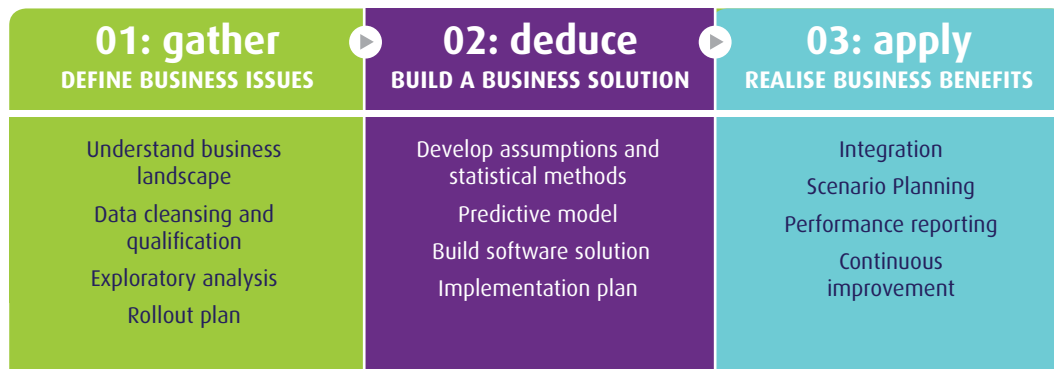 01: gather
DEFINE BUSINESS ISSUES
Understand business
landscape
Data cleansing and
qualification
Exploratory analysis
Rollout plan
02: deduce
BUILD A BUSINESS SOLUTION
Develop assumptions and
statistical methods
Predictive model
Build software solution
Implementation plan
03: apply
REALISE BUSINESS BENEFITS
Integration
Scenario Planning
Performance reporting
Continuous
improvement